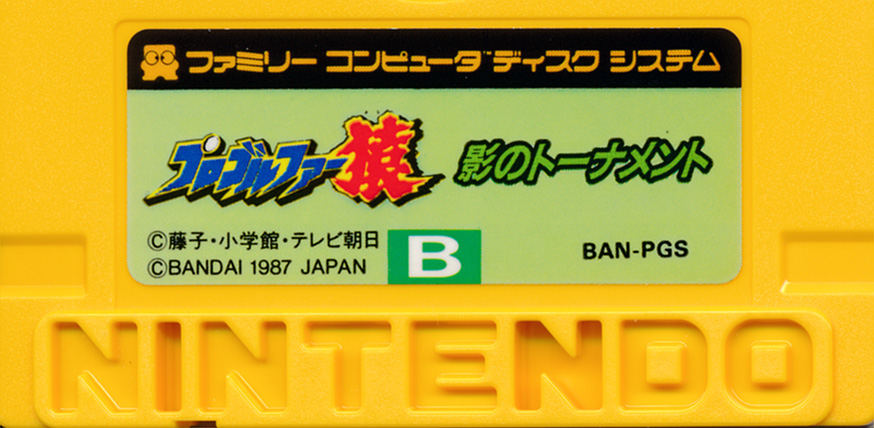 ファミリー コンピュータ™ ディスク システム
プロゴルファー猿 影のトーナメント
©藤子・小学館・テレビ朝日
©BANDAI 1987 JAPAN
B
BAN-PGS
NINTENDO